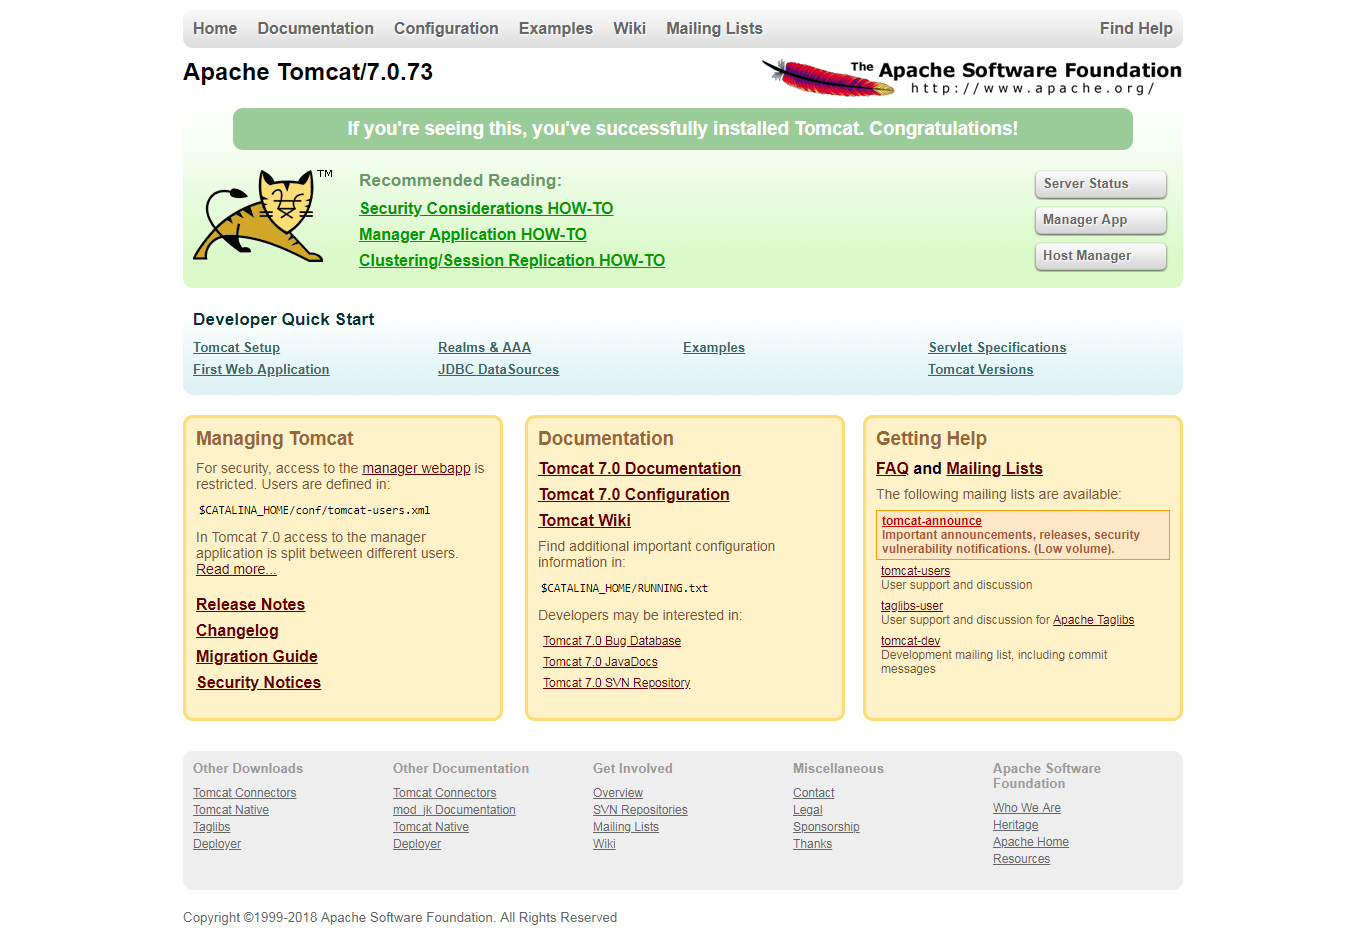 Home Documentation Configuration Examples Wiki Mailing Lists Find Help
Apache Tomcat/7.0.73
The Apache Software Foundation
http://www.apache.org/
If you're seeing this, you've successfully installed Tomcat. Congratulations!
TM
Recommended Reading:
Security Considerations HOW-TO
Manager Application HOW-TO
Clustering/Session Replication HOW-TO
Server Status
Manager App
Host Manager
Developer Quick Start
Tomcat Setup
First Web Application
Realms & AAA
JDBC DataSources
Examples
Servlet Specifications
Tomcat Versions
Managing Tomcat
For security, access to the manager webapp is
restricted. Users are defined in:
$CATALINA_HOME/conf/tomcat-users.xml
In Tomcat 7.0 access to the manager
application is split between different users.
Read more...
Release Notes
Changelog
Migration Guide
Security Notices
Documentation
Tomcat 7.0 Documentation
Tomcat 7.0 Configuration
Tomcat Wiki
Find additional important configuration
information in:
$CATALINA_HOME/RUNNING.txt
Developers may be interested in:
Tomcat 7.0 Bug Database
Tomcat 7.0 JavaDocs
Tomcat 7.0 SVN Repository
Getting Help
FAQ and Mailing Lists
The following mailing lists are available:
tomcat-announce
Important announcements, releases, security
vulnerability notifications. (Low volume).
tomcat-users
User support and discussion
taglibs-user
User support and discussion for Apache Taglibs
tomcat-dev
Development mailing list, including commit
messages
Other Downloads
Tomcat Connectors
Tomcat Native
Taglibs
Deployer
Other Documentation
Tomcat Connectors
mod_jk Documentation
Tomcat Native
Deployer
Get Involved
Overview
SVN Repositories
Mailing Lists
Wiki
Miscellaneous
Contact
Legal
Sponsorship
Thanks
Apache Software
Foundation
Who We Are
Heritage
Apache Home
Resources
Copyright ©1999-2018 Apache Software Foundation. All Rights Reserved